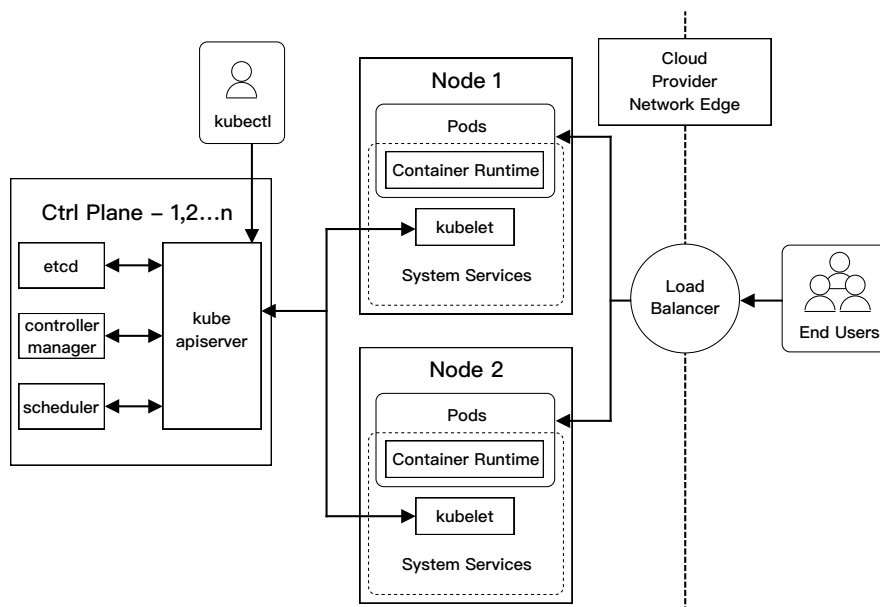 kubectl
Ctrl Plane – 1,2...n
etcd
controller
manager
scheduler
kube
apiserver
Node 1
Pods
Container Runtime
kubelet
System Services
Node 2
Pods
Container Runtime
kubelet
System Services
Cloud
Provider
Network Edge
Load
Balancer
End Users